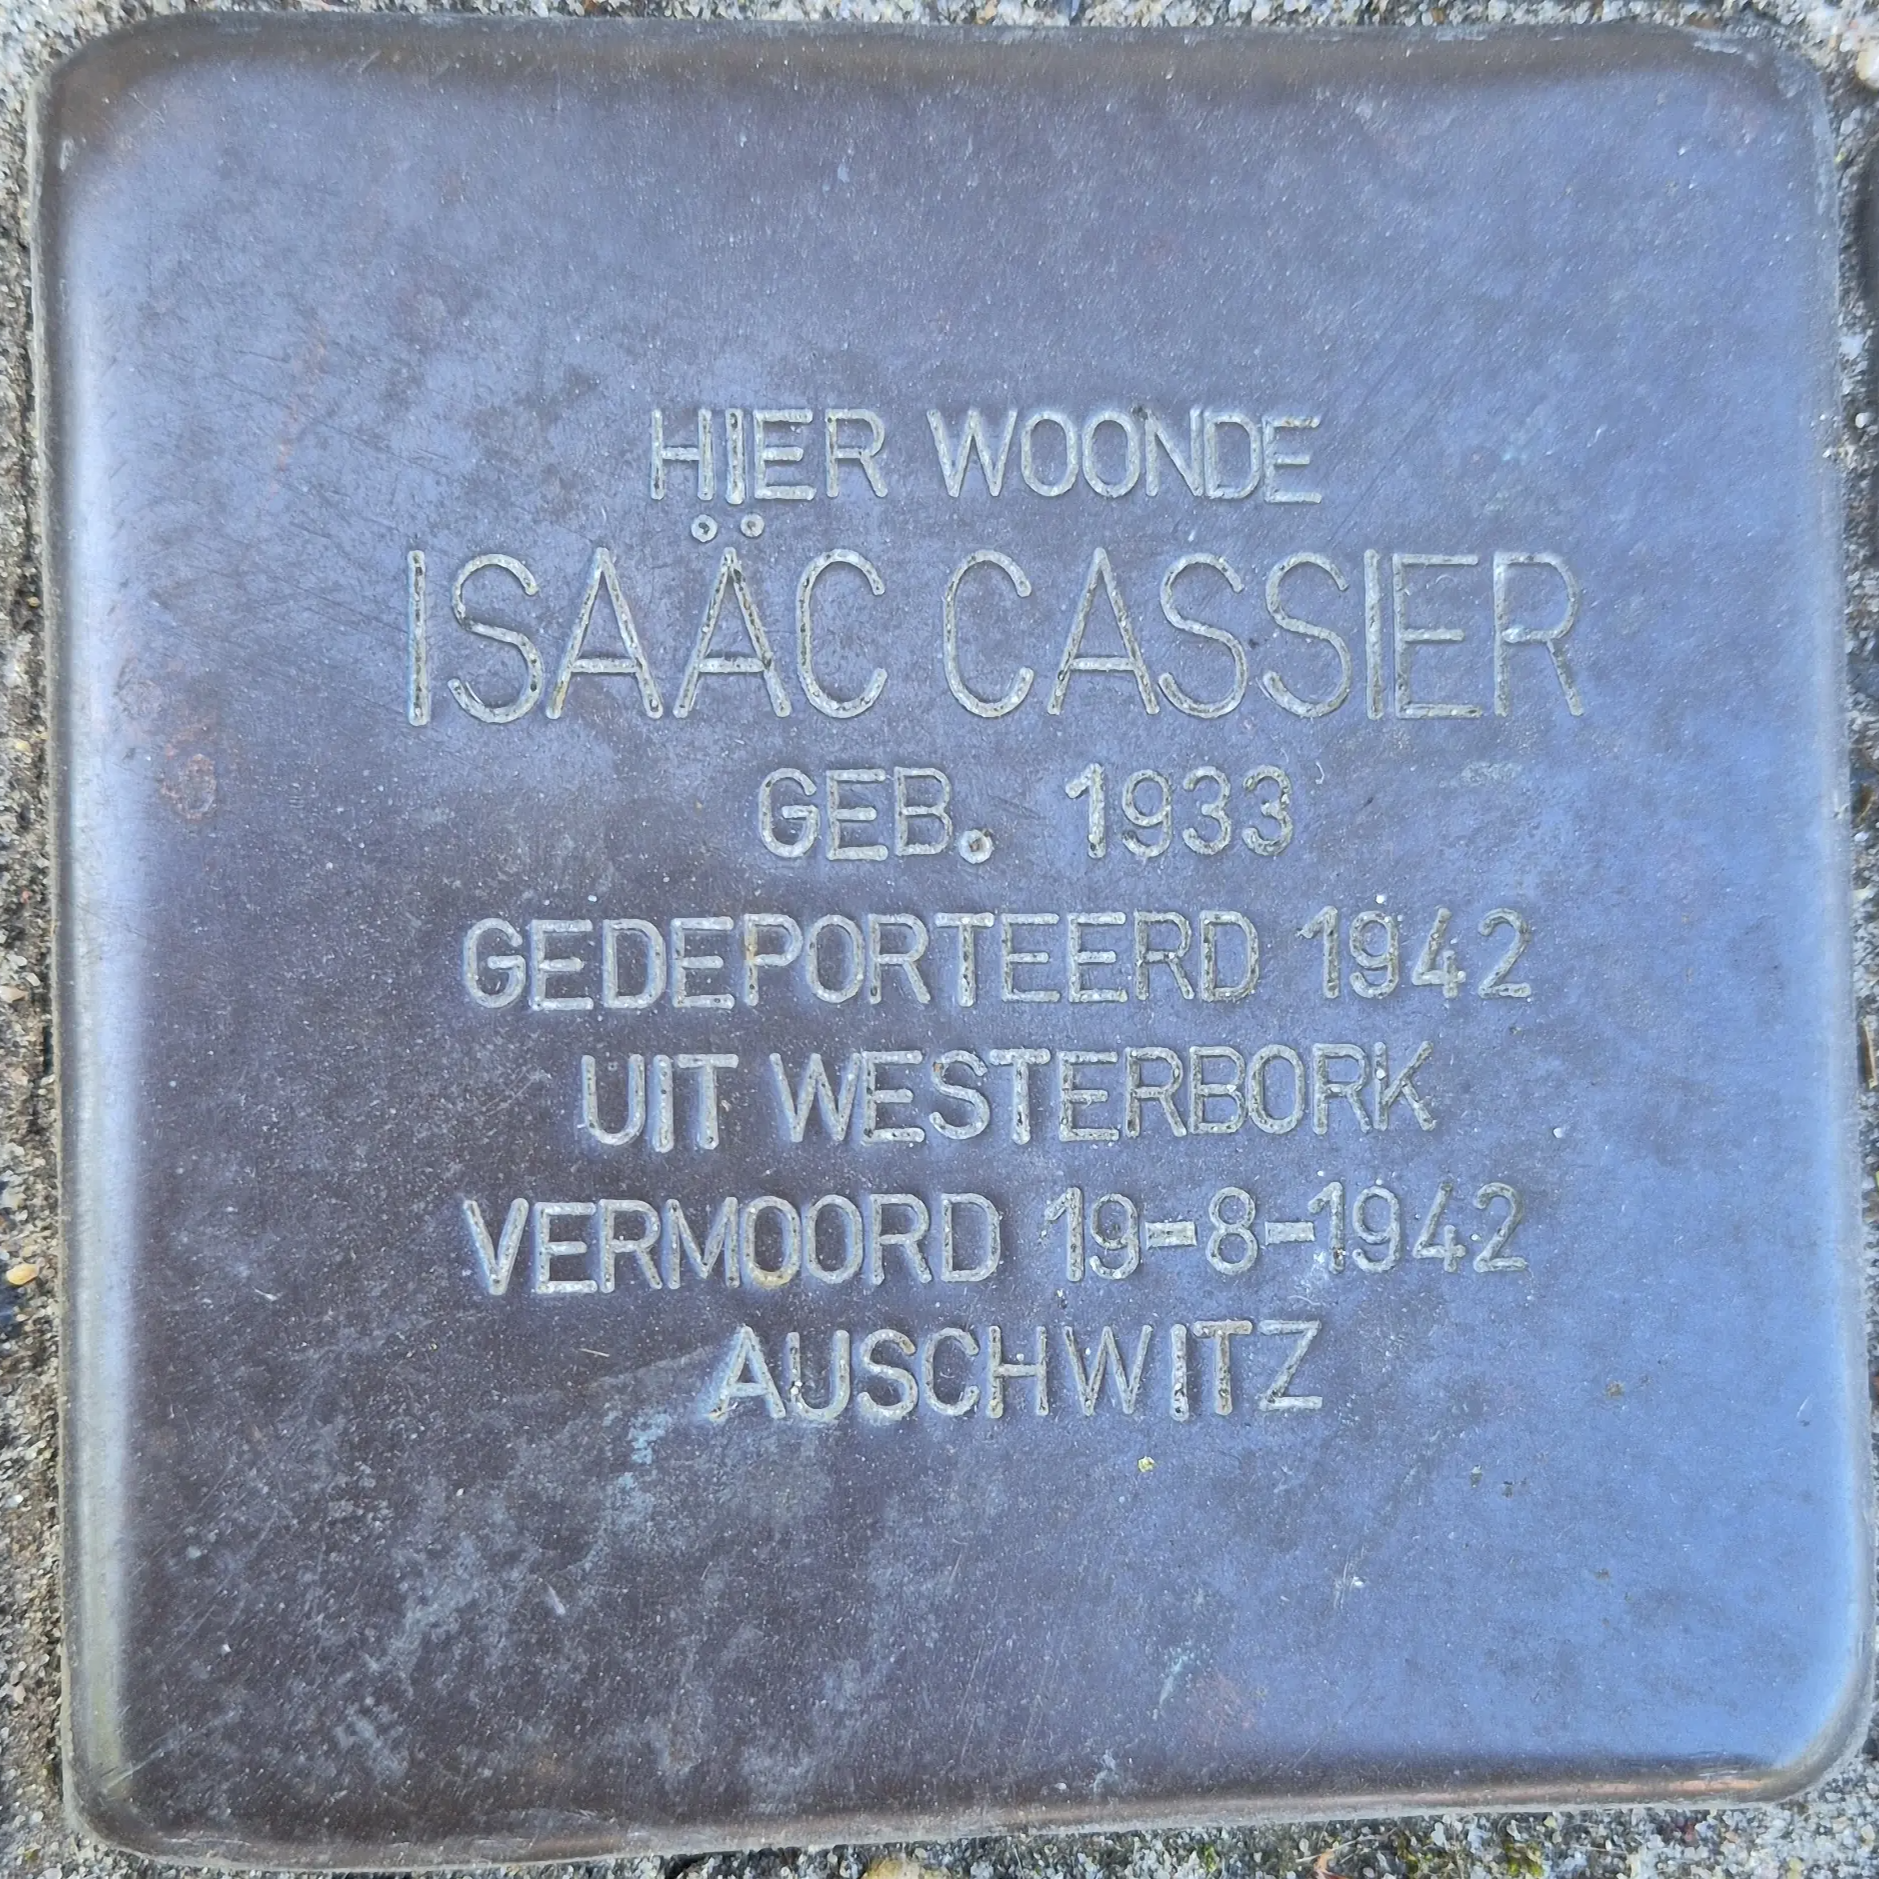 HIER WOONDE
ISAÄC CASSIER
GEB. 1933
GEDEPORTEERD 1942
UIT WESTERBORK
VERMOORD 19-8-1942
AUSCHWITZ